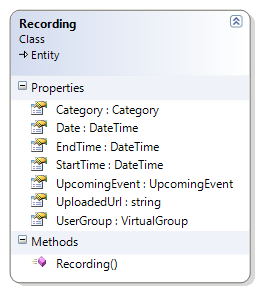 Recording
Class
Entity
Properties
Category : Category
Date : DateTime
EndTime : DateTime
StartTime : DateTime
UpcomingEvent : UpcomingEvent
UploadedUrl : string
UserGroup : VirtualGroup
Methods
Recording()